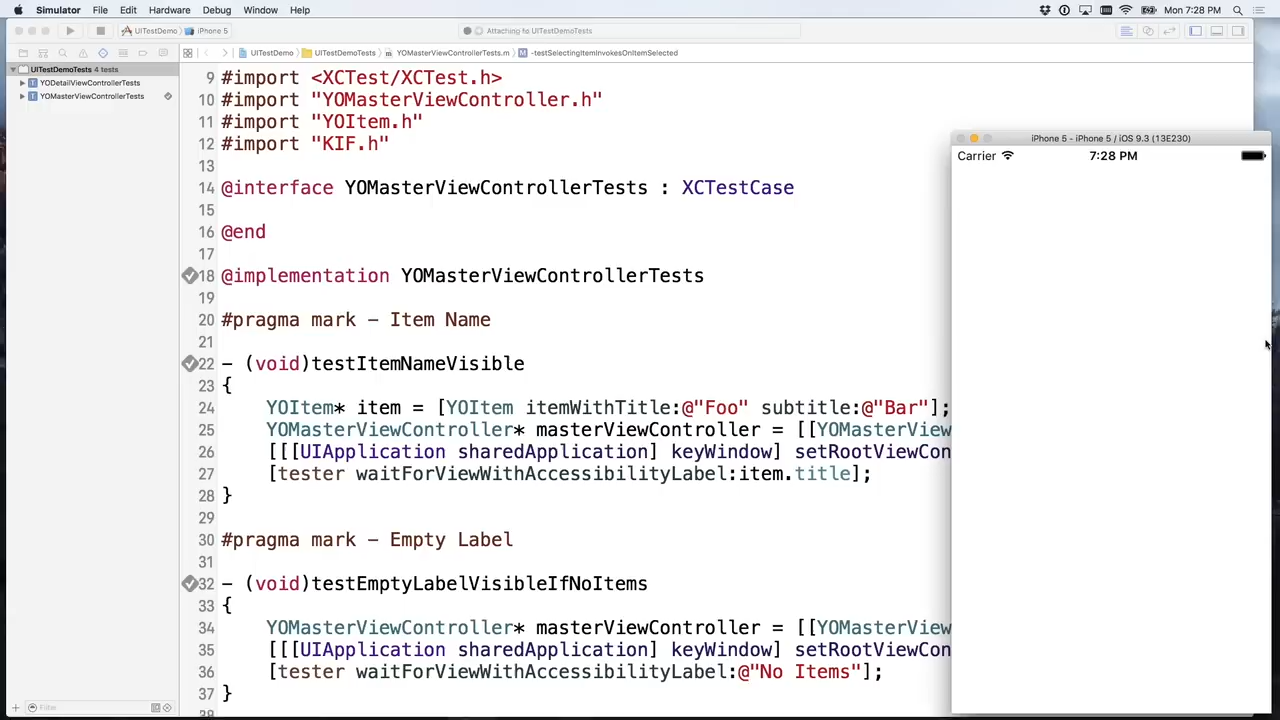 Simulator File Edit Hardware Debug Window Help Mon 7:28 PM
UITestDemo iPhone 5 Attaching to UITestDemoTests
UITestDemo UITestDemoTests YOMasterViewControllerTests.m M -testSelectingItemInvokesOnItemSelected
UITestDemoTests 4 tests
T YODetailViewControllerTests
T YOMasterViewControllerTests
9 #import <XCTest/XCTest.h>
10 #import "YOMasterViewController.h"
11 #import "YOItem.h"
12 #import "KIF.h"
13
14 @interface YOMasterViewControllerTests : XCTestCase
15
16 @end
17
18 @implementation YOMasterViewControllerTests
19
20 #pragma mark - Item Name
21
22 - (void)testItemNameVisible
23 {
24 YOItem* item = [YOItem itemWithTitle:@"Foo" subtitle:@"Bar"];
25 YOMasterViewController* masterViewController = [[YOMasterView
26 [[[UIApplication sharedApplication] keyWindow] setRootViewCon
27 [tester waitForViewWithAccessibilityLabel:item.title];
28 }
29
30 #pragma mark - Empty Label
31
32 - (void)testEmptyLabelVisibleIfNoItems
33 {
34 YOMasterViewController* masterViewController = [[YOMasterView
35 [[[UIApplication sharedApplication] keyWindow] setRootViewCon
36 [tester waitForViewWithAccessibilityLabel:@"No Items"];
37 }
38
iPhone 5 - iPhone 5 / iOS 9.3 (13E230)
Carrier 7:28 PM
Filter